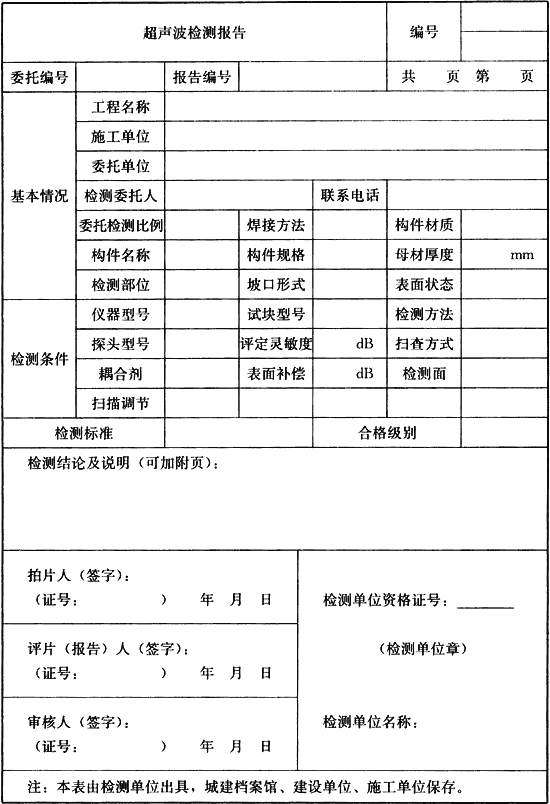 超声波检测报告 编号
委托编号 报告编号 共 页 第 页
基本情况
工程名称
施工单位
委托单位
检测委托人 联系电话
委托检测比例 焊接方法 构件材质
构件名称 构件规格 母材厚度 mm
检测部位 坡口形式 表面状态
检测条件
仪器型号 试块型号 检测方法
探头型号 评定灵敏度 dB 扫查方式
耦合剂 表面补偿 dB 检测面
扫描调节
检测标准 合格级别
检测结论及说明（可加附页）：
拍片人（签字）：
（证号： ） 年 月 日
评片（报告）人（签字）：
（证号： ） 年 月 日
审核人（签字）：
（证号： ） 年 月 日
检测单位资格证号：
（检测单位章）
检测单位名称：
注：本表由检测单位出具，城建档案馆、建设单位、施工单位保存。